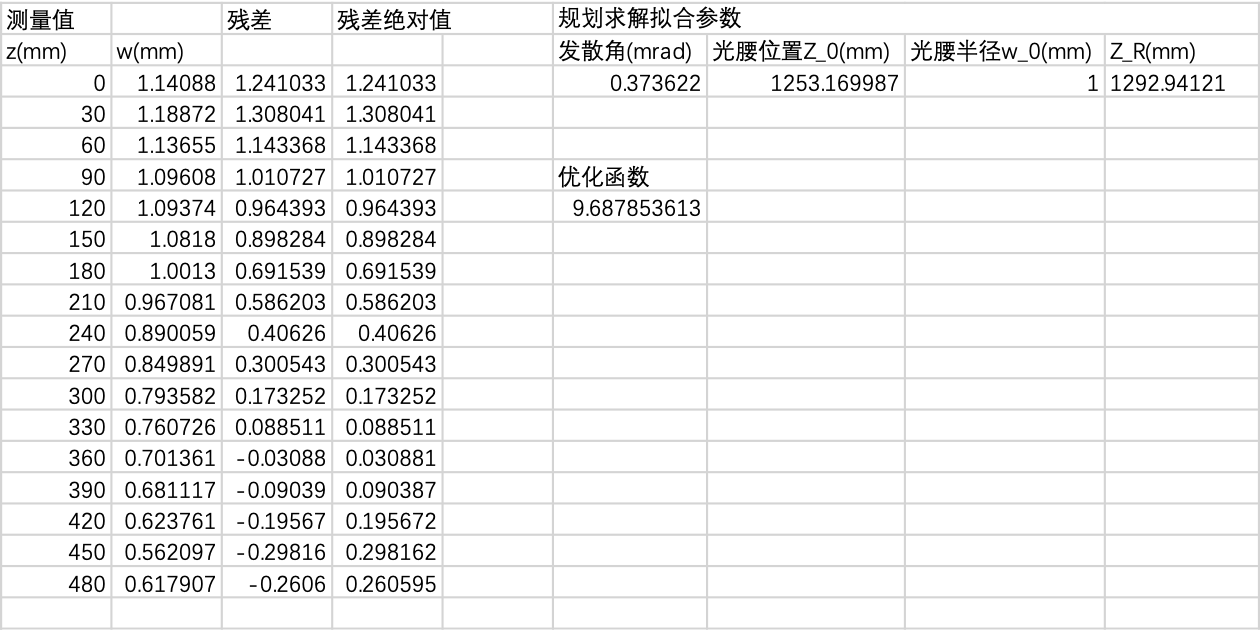 测量值 残差 残差绝对值 规划求解拟合参数
z(mm) w(mm) 发散角(mrad) 光腰位置Z_0(mm) 光腰半径w_0(mm) Z_R(mm)
0 1.14088 1.241033 1.241033 0.373622 1253.169987 1 1292.94121
30 1.18872 1.308041 1.308041
60 1.13655 1.143368 1.143368
90 1.09608 1.010727 1.010727 优化函数
120 1.09374 0.964393 0.964393 9.687853613
150 1.0818 0.898284 0.898284
180 1.0013 0.691539 0.691539
210 0.967081 0.586203 0.586203
240 0.890059 0.40626 0.40626
270 0.849891 0.300543 0.300543
300 0.793582 0.173252 0.173252
330 0.760726 0.088511 0.088511
360 0.701361 -0.03088 0.030881
390 0.681117 -0.09039 0.090387
420 0.623761 -0.19567 0.195672
450 0.562097 -0.29816 0.298162
480 0.617907 -0.2606 0.260595